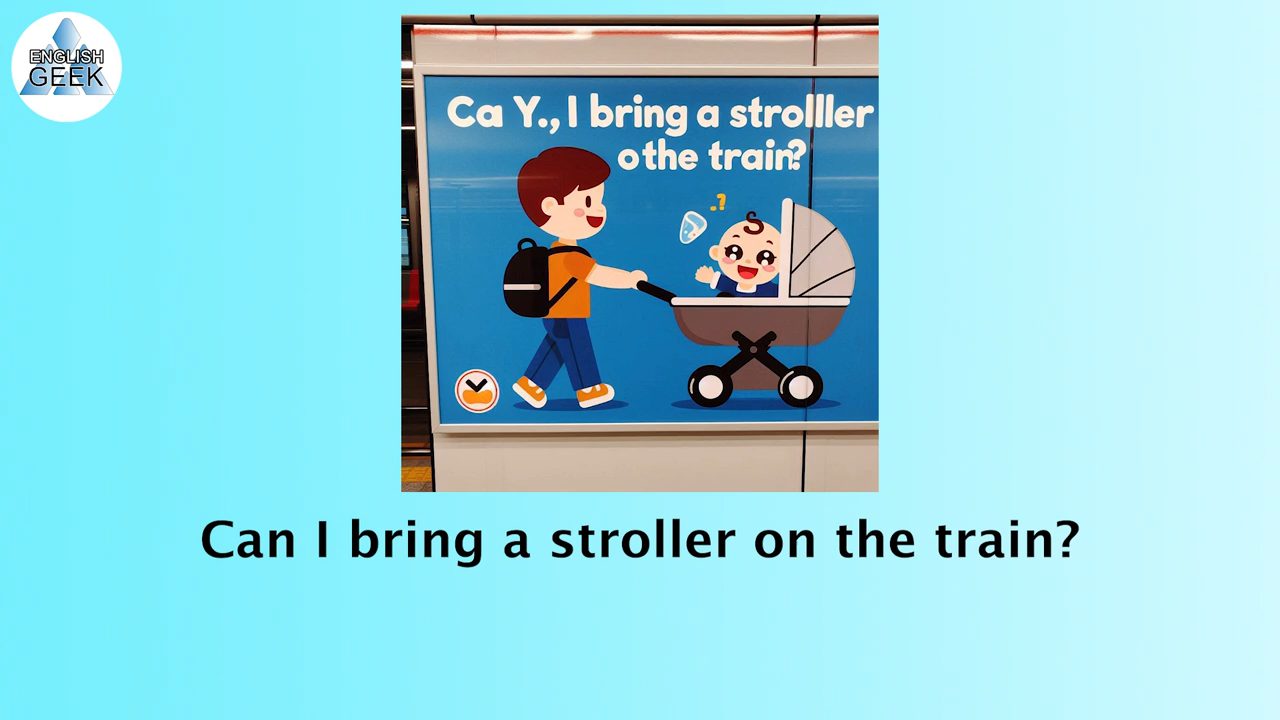 ENGLISH
GEEK
Ca Y., I bring a strolller
othe train?
Can I bring a stroller on the train?